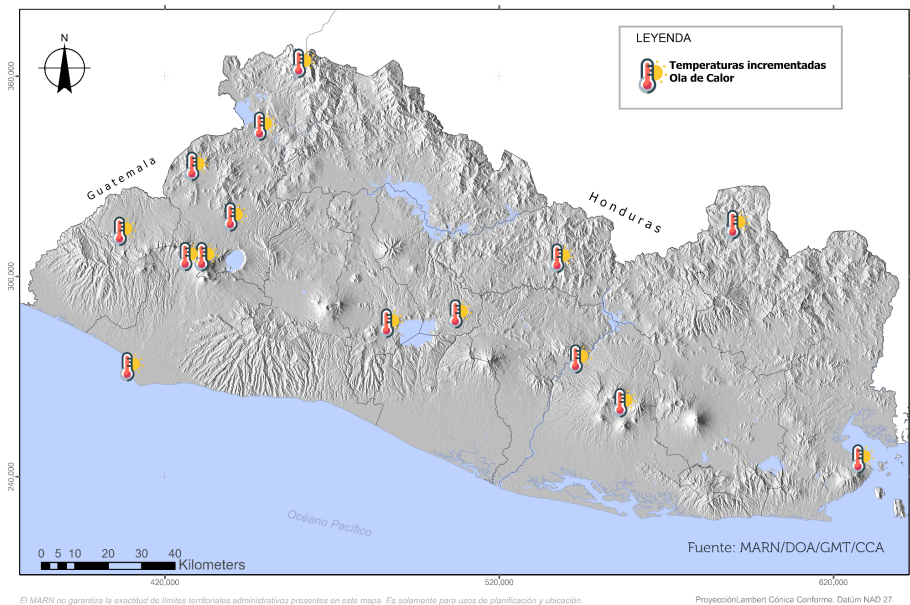 N
LEYENDA
Temperaturas incrementadas
Ola de Calor
360,000
Guatemala
Honduras
300,000
240,000
Océano Pacífico
Fuente: MARN/DOA/GMT/CCA
0 5 10 20 30 40
Kilometers
420,000 520,000 620,000
El MARN no garantiza la exactitud de límites territoriales administrativos presentes en este mapa Es solamente para usos de planificación y ubicación.
ProyecciónLambert Cónica Conforme. Datúm NAD 27